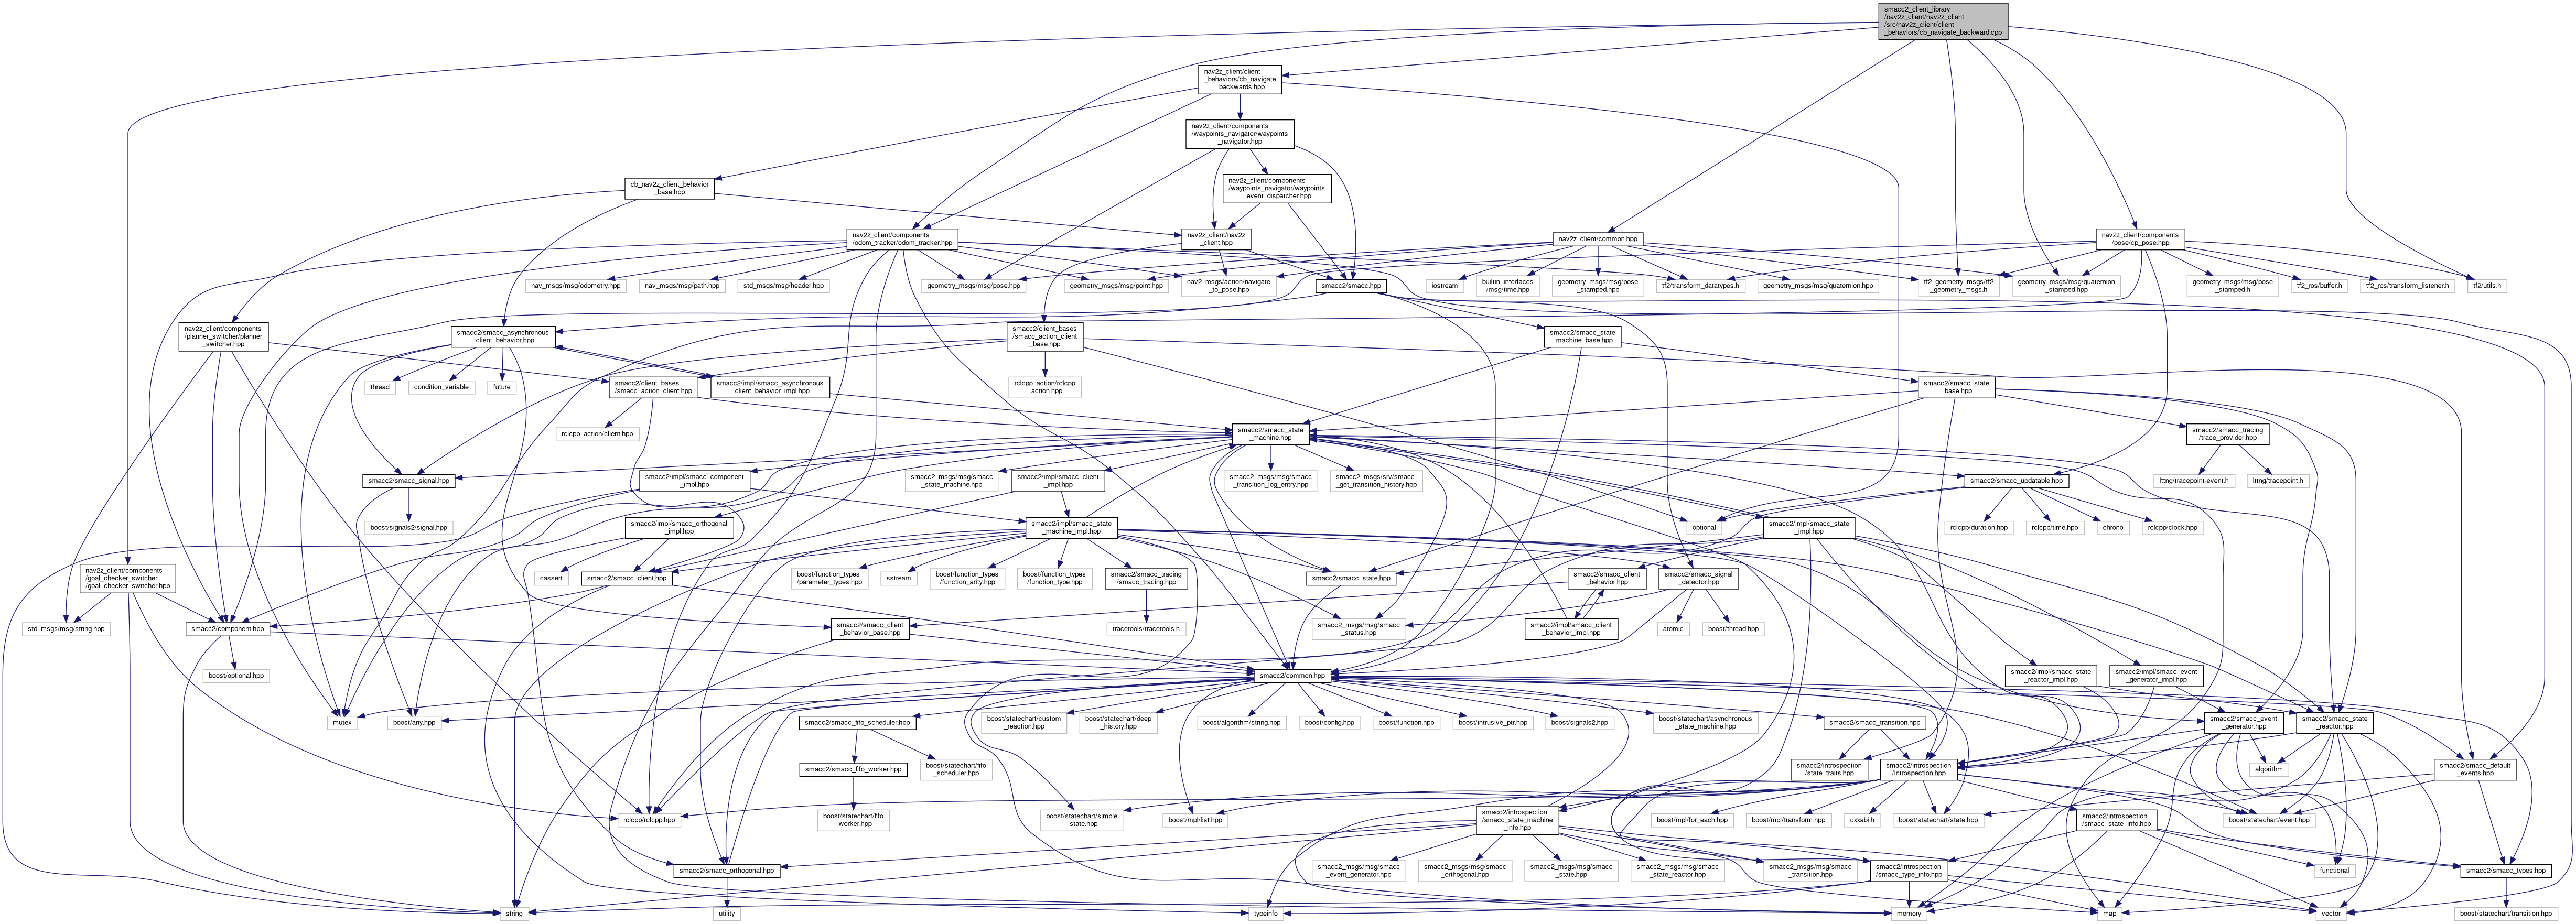 smacc2_client_library
/nav2z_client/nav2z_client
/src/nav2z_client/client
_behaviors/cb_navigate_backward.cpp
nav2z_client/client
_behaviors/cb_navigate
_backwards.hpp
nav2z_client/components
/waypoints_navigator/waypoints
_navigator.hpp
cb_nav2z_client_behavior
_base.hpp
nav2z_client/components
/waypoints_navigator/waypoints
_event_dispatcher.hpp
nav2z_client/components
/odom_tracker/odom_tracker.hpp
nav2z_client/nav2z
_client.hpp
nav2z_client/common.hpp
nav2z_client/components
/pose/cp_pose.hpp
nav_msgs/msg/odometry.hpp
nav_msgs/msg/path.hpp
std_msgs/msg/header.hpp
geometry_msgs/msg/pose.hpp
geometry_msgs/msg/point.hpp
nav2_msgs/action/navigate
_to_pose.hpp
smacc2/smacc.hpp
iostream
builtin_interfaces
/msg/time.hpp
geometry_msgs/msg/pose
_stamped.hpp
tf2/transform_datatypes.h
geometry_msgs/msg/quaternion.hpp
tf2_geometry_msgs/tf2
_geometry_msgs.h
geometry_msgs/msg/quaternion
_stamped.hpp
geometry_msgs/msg/pose
_stamped.h
tf2_ros/buffer.h
tf2_ros/transform_listener.h
tf2/utils.h
nav2z_client/components
/planner_switcher/planner
_switcher.hpp
smacc2/smacc_asynchronous
_client_behavior.hpp
smacc2/client_bases
/smacc_action_client
_base.hpp
smacc2/smacc_state
_machine_base.hpp
thread
condition_variable
future
smacc2/client_bases
/smacc_action_client.hpp
smacc2/impl/smacc_asynchronous
_client_behavior_impl.hpp
rclcpp_action/rclcpp
_action.hpp
smacc2/smacc_state
_base.hpp
rclcpp_action/client.hpp
smacc2/smacc_state
_machine.hpp
smacc2/smacc_tracing
/trace_provider.hpp
smacc2/smacc_signal.hpp
smacc2/impl/smacc_component
_impl.hpp
smacc2_msgs/msg/smacc
_state_machine.hpp
smacc2/impl/smacc_client
_impl.hpp
smacc2_msgs/msg/smacc
_transition_log_entry.hpp
smacc2_msgs/srv/smacc
_get_transition_history.hpp
smacc2/smacc_updatable.hpp
lttng/tracepoint-event.h
lttng/tracepoint.h
boost/signals2/signal.hpp
smacc2/impl/smacc_orthogonal
_impl.hpp
smacc2/impl/smacc_state
_machine_impl.hpp
optional
smacc2/impl/smacc_state
_impl.hpp
rclcpp/duration.hpp
rclcpp/time.hpp
chrono
rclcpp/clock.hpp
nav2z_client/components
/goal_checker_switcher
/goal_checker_switcher.hpp
cassert
smacc2/smacc_client.hpp
boost/function_types
/parameter_types.hpp
sstream
boost/function_types
/function_arity.hpp
boost/function_types
/function_type.hpp
smacc2/smacc_tracing
/smacc_tracing.hpp
smacc2/smacc_state.hpp
smacc2/smacc_client
_behavior.hpp
smacc2/smacc_signal
_detector.hpp
std_msgs/msg/string.hpp
smacc2/component.hpp
smacc2/smacc_client
_behavior_base.hpp
tracetools/tracetools.h
smacc2_msgs/msg/smacc
_status.hpp
smacc2/impl/smacc_client
_behavior_impl.hpp
atomic
boost/thread.hpp
boost/optional.hpp
smacc2/common.hpp
smacc2/impl/smacc_state
_reactor_impl.hpp
smacc2/impl/smacc_event
_generator_impl.hpp
mutex
boost/any.hpp
smacc2/smacc_fifo_scheduler.hpp
boost/statechart/custom
_reaction.hpp
boost/statechart/deep
_history.hpp
boost/algorithm/string.hpp
boost/config.hpp
boost/function.hpp
boost/intrusive_ptr.hpp
boost/signals2.hpp
boost/statechart/asynchronous
_state_machine.hpp
smacc2/smacc_transition.hpp
smacc2/smacc_event
_generator.hpp
smacc2/smacc_state
_reactor.hpp
smacc2/smacc_fifo_worker.hpp
boost/statechart/fifo
_scheduler.hpp
smacc2/introspection
/state_traits.hpp
smacc2/introspection
/introspection.hpp
algorithm
smacc2/smacc_default
_events.hpp
rclcpp/rclcpp.hpp
boost/statechart/fifo
_worker.hpp
boost/statechart/simple
_state.hpp
boost/mpl/list.hpp
smacc2/introspection
/smacc_state_machine
_info.hpp
boost/mpl/for_each.hpp
boost/mpl/transform.hpp
cxxabi.h
boost/statechart/state.hpp
smacc2/introspection
/smacc_state_info.hpp
boost/statechart/event.hpp
smacc2/smacc_orthogonal.hpp
smacc2_msgs/msg/smacc
_event_generator.hpp
smacc2_msgs/msg/smacc
_orthogonal.hpp
smacc2_msgs/msg/smacc
_state.hpp
smacc2_msgs/msg/smacc
_state_reactor.hpp
smacc2_msgs/msg/smacc
_transition.hpp
smacc2/introspection
/smacc_type_info.hpp
functional
smacc2/smacc_types.hpp
string
utility
typeinfo
memory
map
vector
boost/statechart/transition.hpp